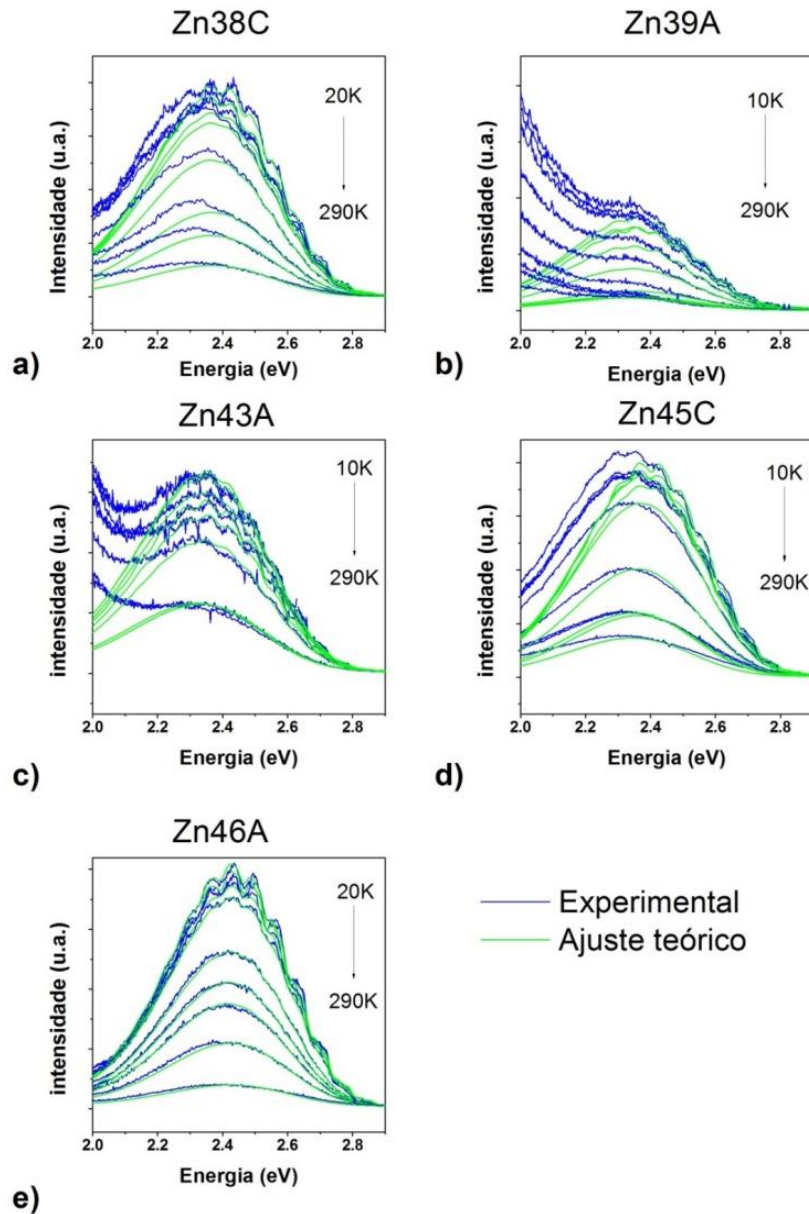 Zn38C
Intensidade (u.a.)
20K
290K
2.0 2.2 2.4 2.6 2.8
Energia (eV)
a)
Zn39A
intensidade (u.a.)
10K
290K
2.0 2.2 2.4 2.6 2.8
Energia (eV)
b)
Zn43A
intensidade (u.a.)
10K
290K
2.0 2.2 2.4 2.6 2.8
Energia (eV)
c)
Zn45C
intensidade (u.a.)
10K
290K
2.0 2.2 2.4 2.6 2.8
Energia (eV)
d)
Zn46A
intensidade (u.a.)
20K
290K
2.0 2.2 2.4 2.6 2.8
Energia (eV)
e)
Experimental
Ajuste teórico